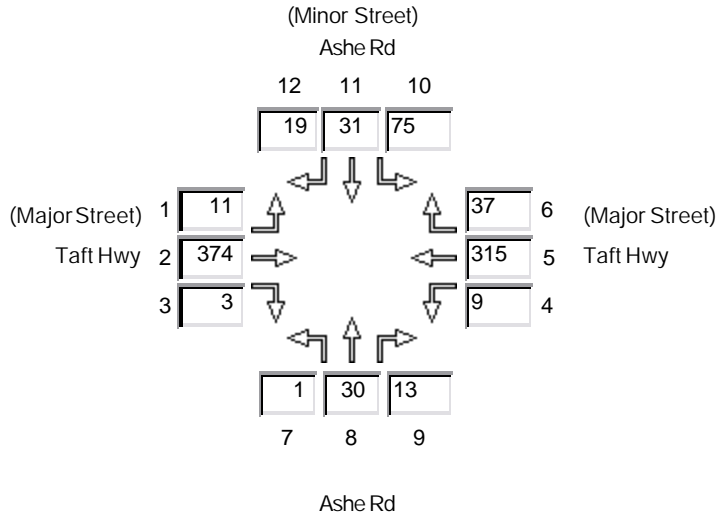 (Minor Street)
Ashe Rd
12 11 10
19 31 75
(Major Street) 1 11 37 6 (Major Street)
Taft Hwy 2 374 315 5 Taft Hwy
3 3 9 4
1 30 13
7 8 9
Ashe Rd